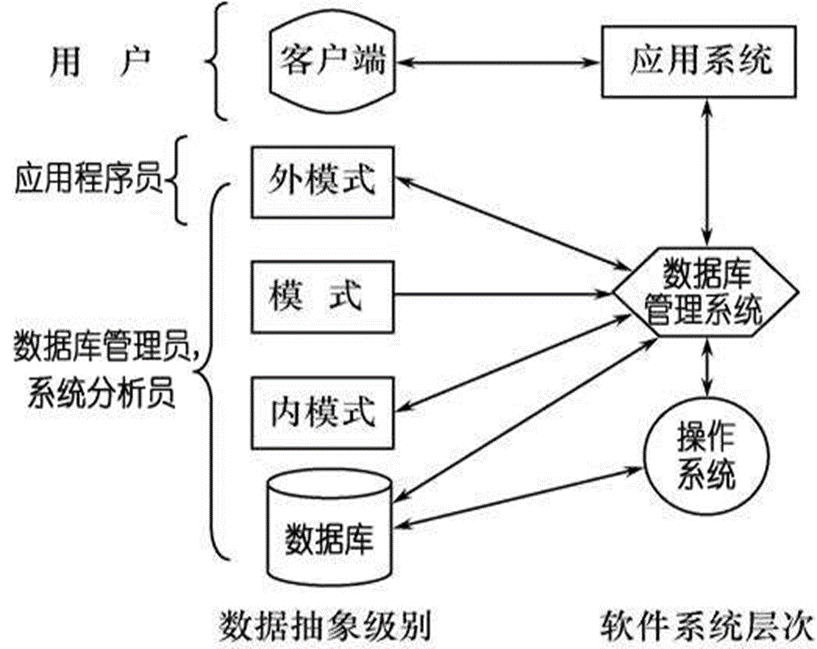 用 户
客户端
应用系统
应用程序员
外模式
模 式
数据库
管理系统
数据库管理员,
系统分析员
内模式
操作
系统
数据库
数据抽象级别
软件系统层次